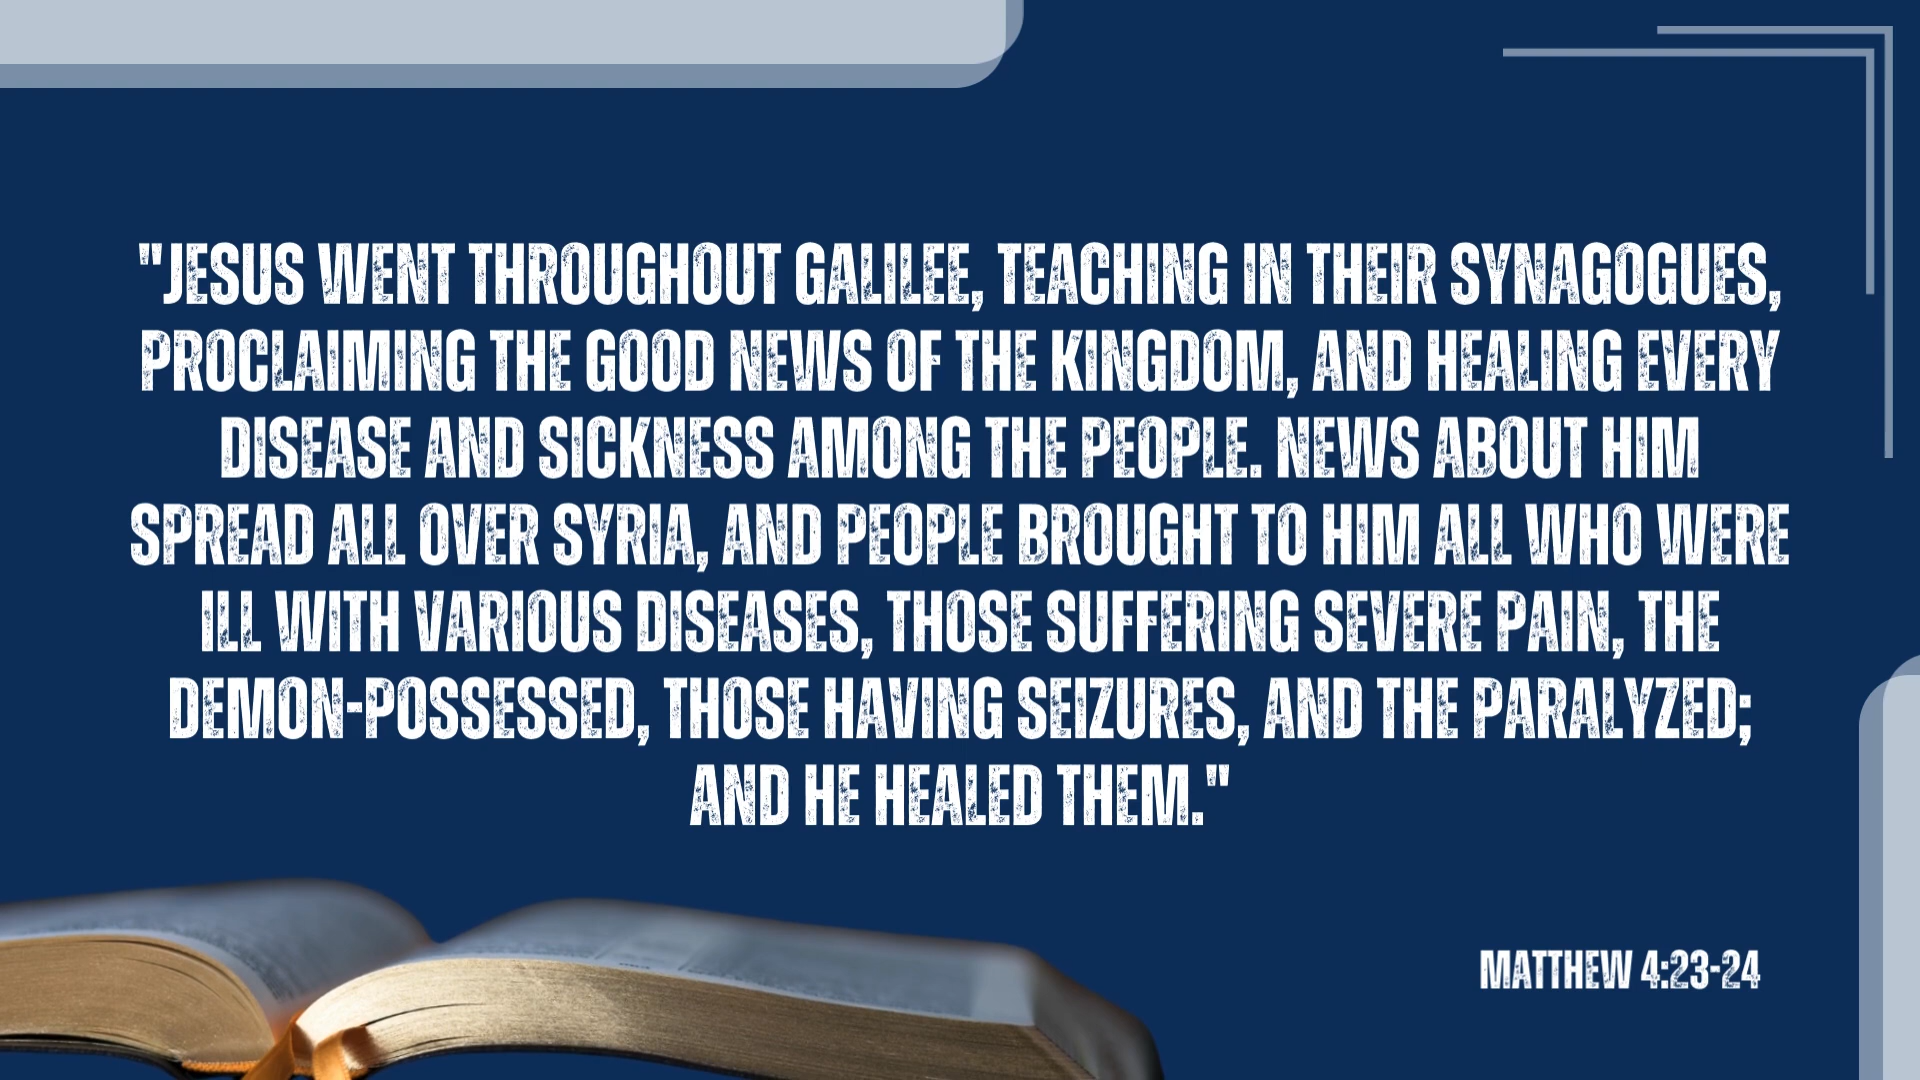 "JESUS WENT THROUGHOUT GALILEE, TEACHING IN THEIR SYNAGOGUES,
PROCLAIMING THE GOOD NEWS OF THE KINGDOM, AND HEALING EVERY
DISEASE AND SICKNESS AMONG THE PEOPLE. NEWS ABOUT HIM
SPREAD ALL OVER SYRIA, AND PEOPLE BROUGHT TO HIM ALL WHO WERE
ILL WITH VARIOUS DISEASES, THOSE SUFFERING SEVERE PAIN, THE
DEMON-POSSESSED, THOSE HAVING SEIZURES, AND THE PARALYZED;
AND HE HEALED THEM."
MATTHEW 4:23-24